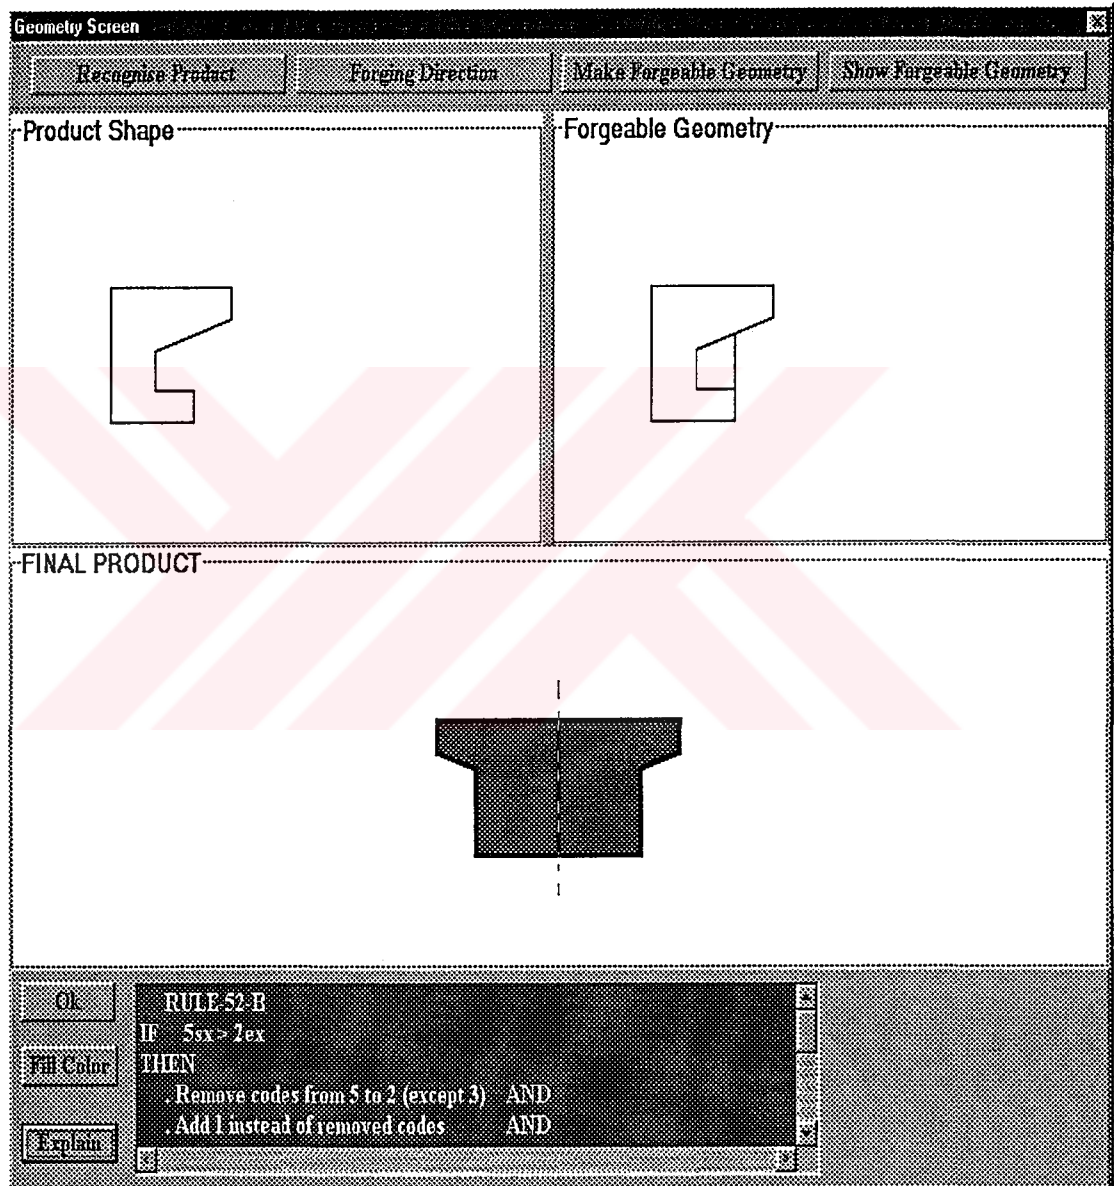 Geometry Screen
Recognise Product
Forging Direction
Make Forgeable Geometry
Show Forgeable Geometry
Product Shape
Forgeable Geometry
FINAL PRODUCT
Ok
Fill Color
Explain
RULE-52-B
IF 5sx > 2ex
THEN
. Remove codes from 5 to 2 (except 3) AND
. Add 1 instead of removed codes AND